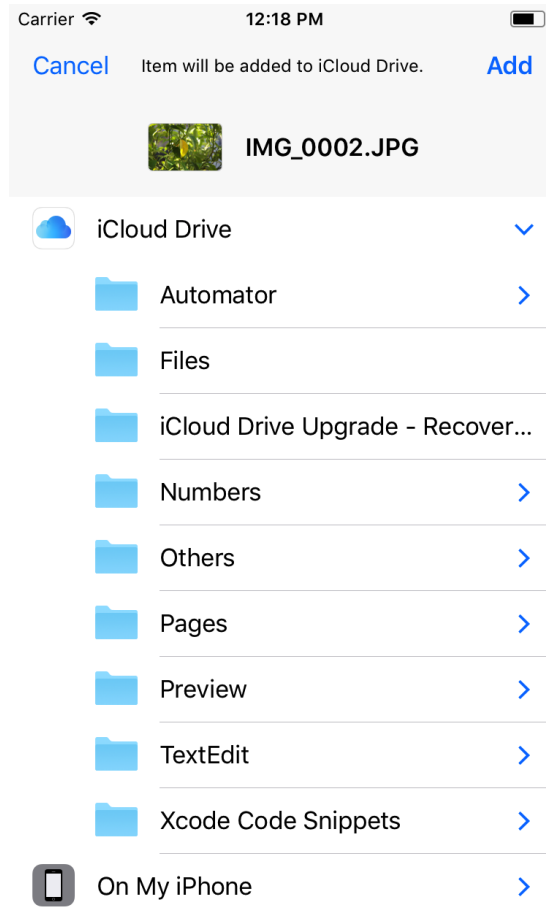 Carrier 12:18 PM
Cancel Item will be added to iCloud Drive. Add
IMG_0002.JPG
iCloud Drive
Automator
Files
iCloud Drive Upgrade - Recover...
Numbers
Others
Pages
Preview
TextEdit
Xcode Code Snippets
On My iPhone